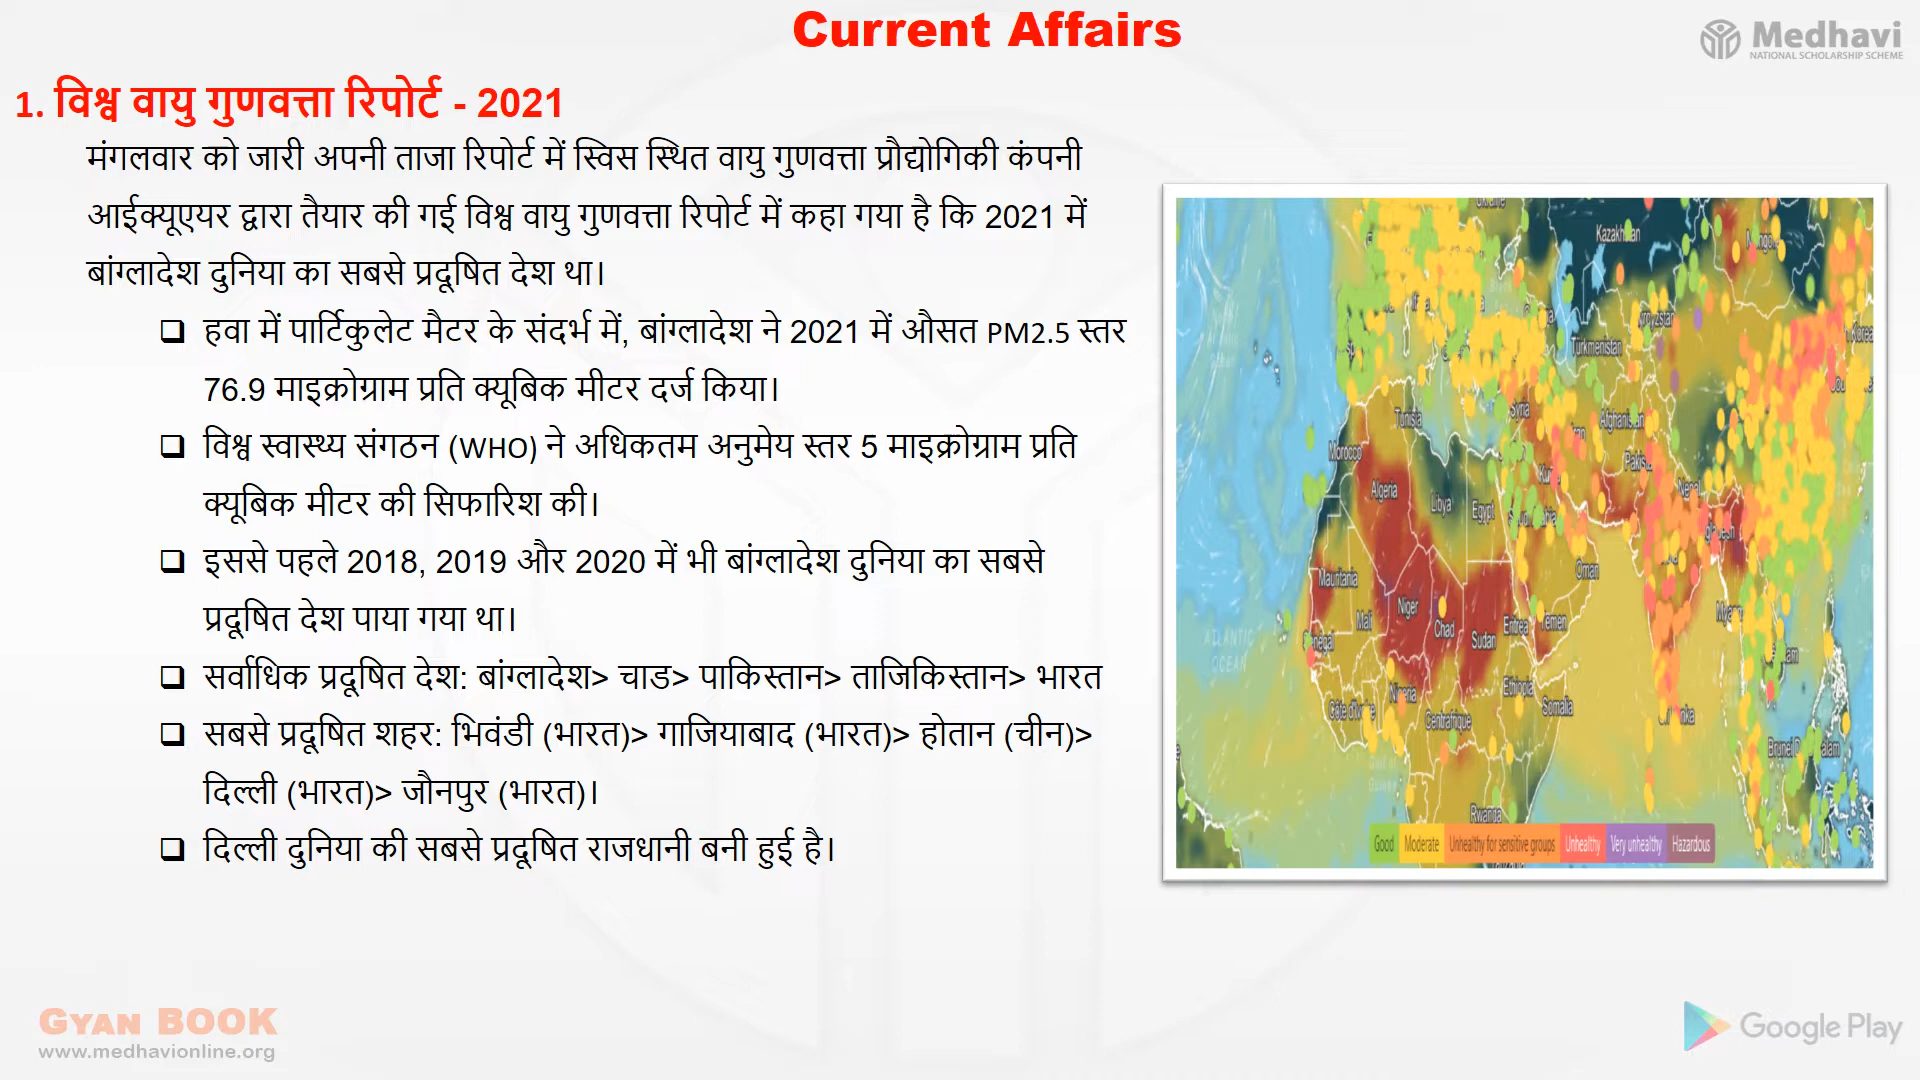 Current Affairs
Medhavi
NATIONAL SCHOLARSHIP SCHEME
1. विश्व वायु गुणवत्ता रिपोर्ट - 2021
मंगलवार को जारी अपनी ताजा रिपोर्ट में स्विस स्थित वायु गुणवत्ता प्रौद्योगिकी कंपनी
आईक्यूएयर द्वारा तैयार की गई विश्व वायु गुणवत्ता रिपोर्ट में कहा गया है कि 2021 में
बांग्लादेश दुनिया का सबसे प्रदूषित देश था।
हवा में पार्टिकुलेट मैटर के संदर्भ में, बांग्लादेश ने 2021 में औसत PM2.5 स्तर
76.9 माइक्रोग्राम प्रति क्यूबिक मीटर दर्ज किया।
विश्व स्वास्थ्य संगठन (WHO) ने अधिकतम अनुमेय स्तर 5 माइक्रोग्राम प्रति
क्यूबिक मीटर की सिफारिश की।
इससे पहले 2018, 2019 और 2020 में भी बांग्लादेश दुनिया का सबसे
प्रदूषित देश पाया गया था।
सर्वाधिक प्रदूषित देश: बांग्लादेश> चाड> पाकिस्तान> ताजिकिस्तान> भारत
सबसे प्रदूषित शहर: भिवंडी (भारत)> गाजियाबाद (भारत)> होतान (चीन)>
दिल्ली (भारत)> जौनपुर (भारत)।
दिल्ली दुनिया की सबसे प्रदूषित राजधानी बनी हुई है।
Turkmenistan
Syria
Tunisia
Morocco
Algeria
Libya
Egypt
Oman
Mauritania
Mali
Niger
Chad
Sudan
Eritrea
Yemen
Ethiopia
Somalia
Centrafrique
Rwanda
ATLANTIC
OCEAN
Good Moderate Unhealthy for sensitive groups Unhealthy Very unhealthy Hazardous
GYAN BOOK
www.medhavionline.org
Google Play